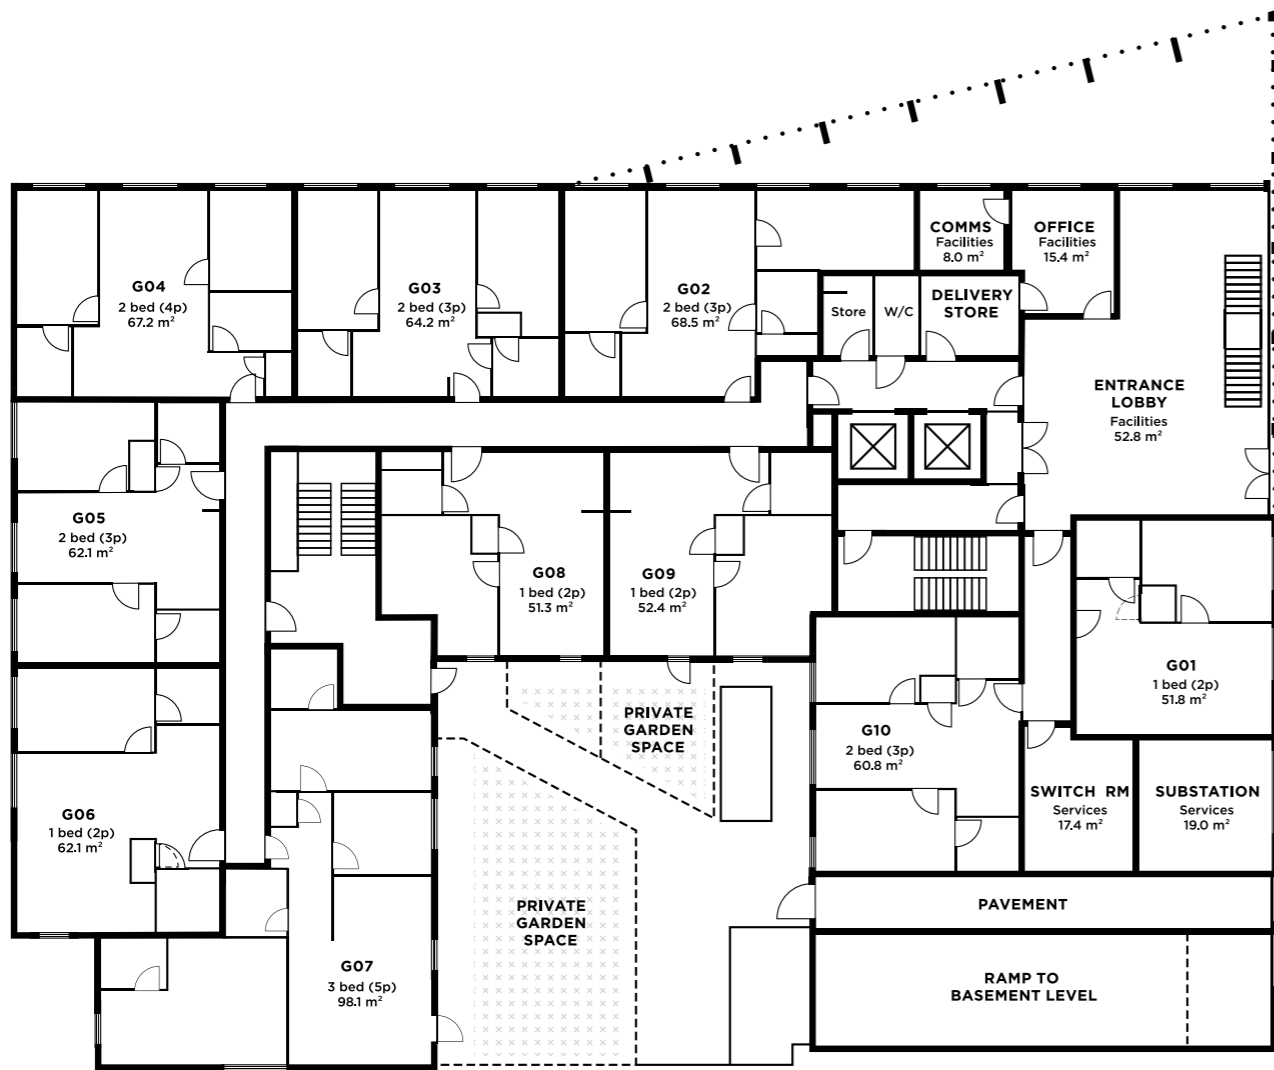 COMMS
Facilities
8.0 m²
OFFICE
Facilities
15.4 m²
G04
2 bed (4p)
67.2 m²
G03
2 bed (3p)
64.2 m²
G02
2 bed (3p)
68.5 m²
Store
W/C
DELIVERY
STORE
ENTRANCE
LOBBY
Facilities
52.8 m²
G05
2 bed (3p)
62.1 m²
G08
1 bed (2p)
51.3 m²
G09
1 bed (2p)
52.4 m²
G01
1 bed (2p)
51.8 m²
PRIVATE
GARDEN
SPACE
G10
2 bed (3p)
60.8 m²
SWITCH RM
Services
17.4 m²
SUBSTATION
Services
19.0 m²
G06
1 bed (2p)
62.1 m²
PRIVATE
GARDEN
SPACE
PAVEMENT
G07
3 bed (5p)
98.1 m²
RAMP TO
BASEMENT LEVEL